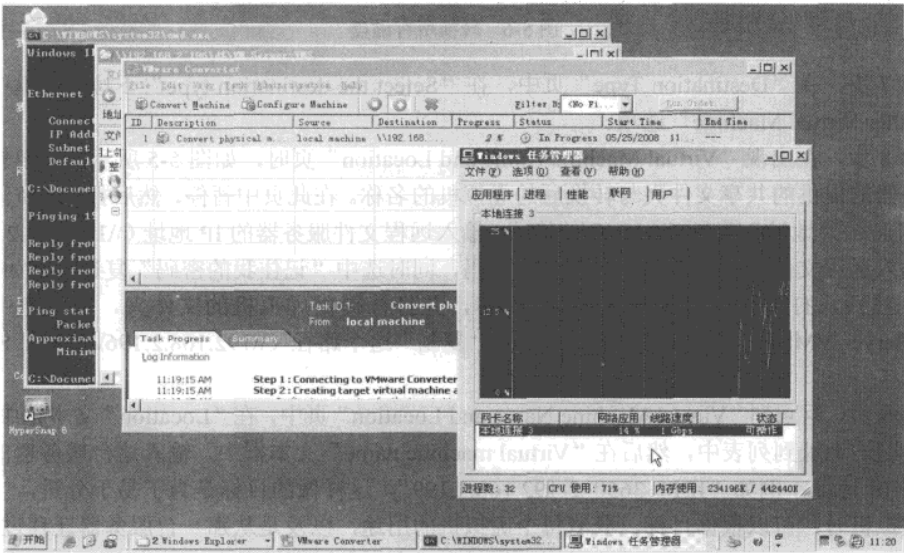 C:\WINDOWS\system32\cmd.exe
Windows
Ethernet
Connec
IP Addr
Subnet
Defaul
C:\Documen
Pinging 19
Reply from
Reply from
Reply from
Reply from
Ping stat
Packet
Approximat
Minim
C:\Documen
VMware Converter
File Edit View Task Administration Help
Convert Machine Configure Machine
Filter By (No Fi...
ID Description Source Destination Progress Status Start Time End Time
1 Convert physical m... local machine \\192.168... 2 % In Progress 05/25/2008 11... ---
Task ID 1: Convert phy
From: local machine
Task Progress Summary
Log Information
11:19:15 AM Step 1 : Connecting to VMware Converter
11:19:15 AM Step 2 : Creating target virtual machine a
Windows 任务管理器
文件(F) 选项(O) 查看(V) 帮助(H)
应用程序 进程 性能 联网 用户
本地连接 3
25 %
12.5 %
0 %
网卡名称 网络应用 线路速度 状态
本地连接 3 14 % 1 Gbps 可操作
进程数: 32 CPU 使用: 71% 内存使用: 234196K / 442440K
HyperSnap 6
开始 2 Windows Explorer VMware Converter C:\WINDOWS\system32... Windows 任务管理器 11:20